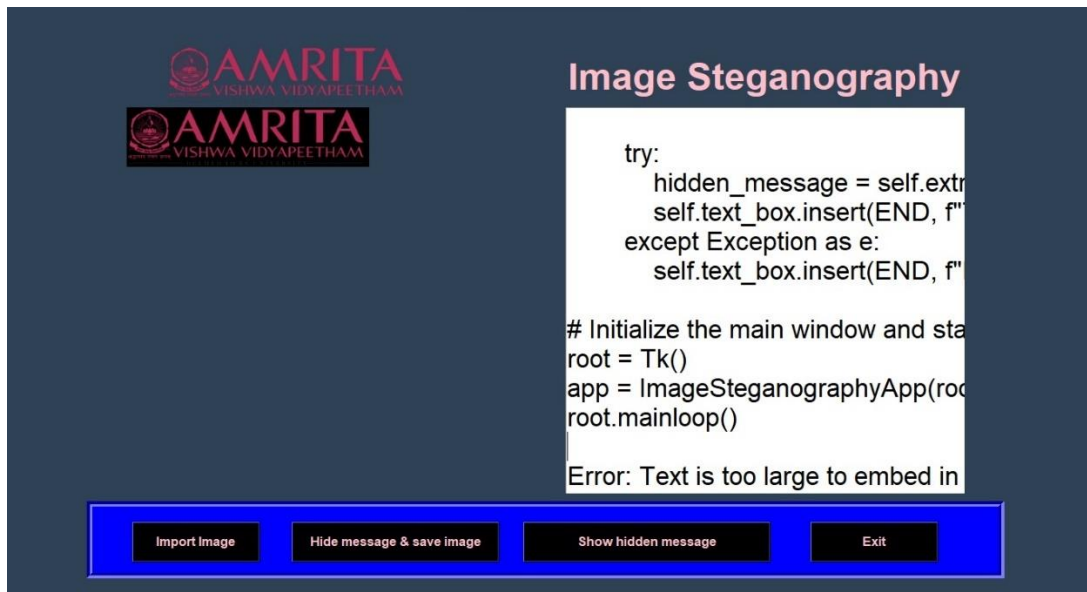 AMRITA
VISHWA VIDYAPEETHAM
AMRITA
VISHWA VIDYAPEETHAM
Image Steganography
try:
hidden_message = self.extr
self.text_box.insert(END, f"
except Exception as e:
self.text_box.insert(END, f"
# Initialize the main window and sta
root = Tk()
app = ImageSteganographyApp(roo
root.mainloop()
Error: Text is too large to embed in
Import Image
Hide message & save image
Show hidden message
Exit